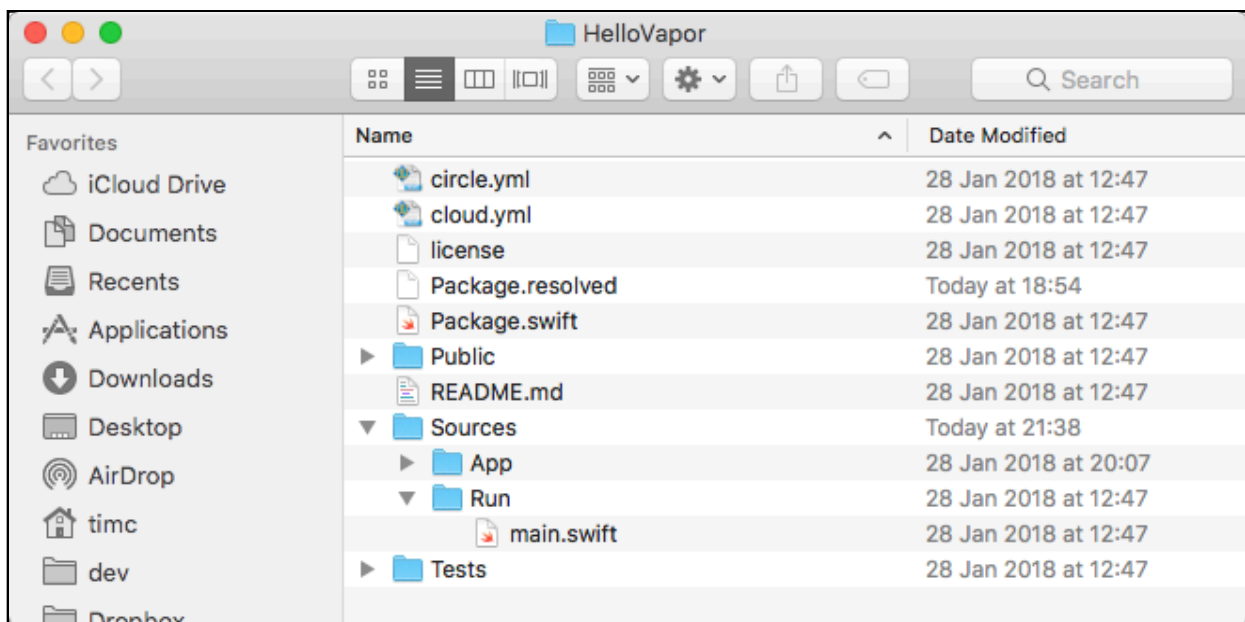 HelloVapor
Search
Favorites
iCloud Drive
Documents
Recents
Applications
Downloads
Desktop
AirDrop
timc
dev
Dropbox
Name Date Modified
circle.yml 28 Jan 2018 at 12:47
cloud.yml 28 Jan 2018 at 12:47
license 28 Jan 2018 at 12:47
Package.resolved Today at 18:54
Package.swift 28 Jan 2018 at 12:47
Public 28 Jan 2018 at 12:47
README.md 28 Jan 2018 at 12:47
Sources Today at 21:38
App 28 Jan 2018 at 20:07
Run 28 Jan 2018 at 12:47
main.swift 28 Jan 2018 at 12:47
Tests 28 Jan 2018 at 12:47